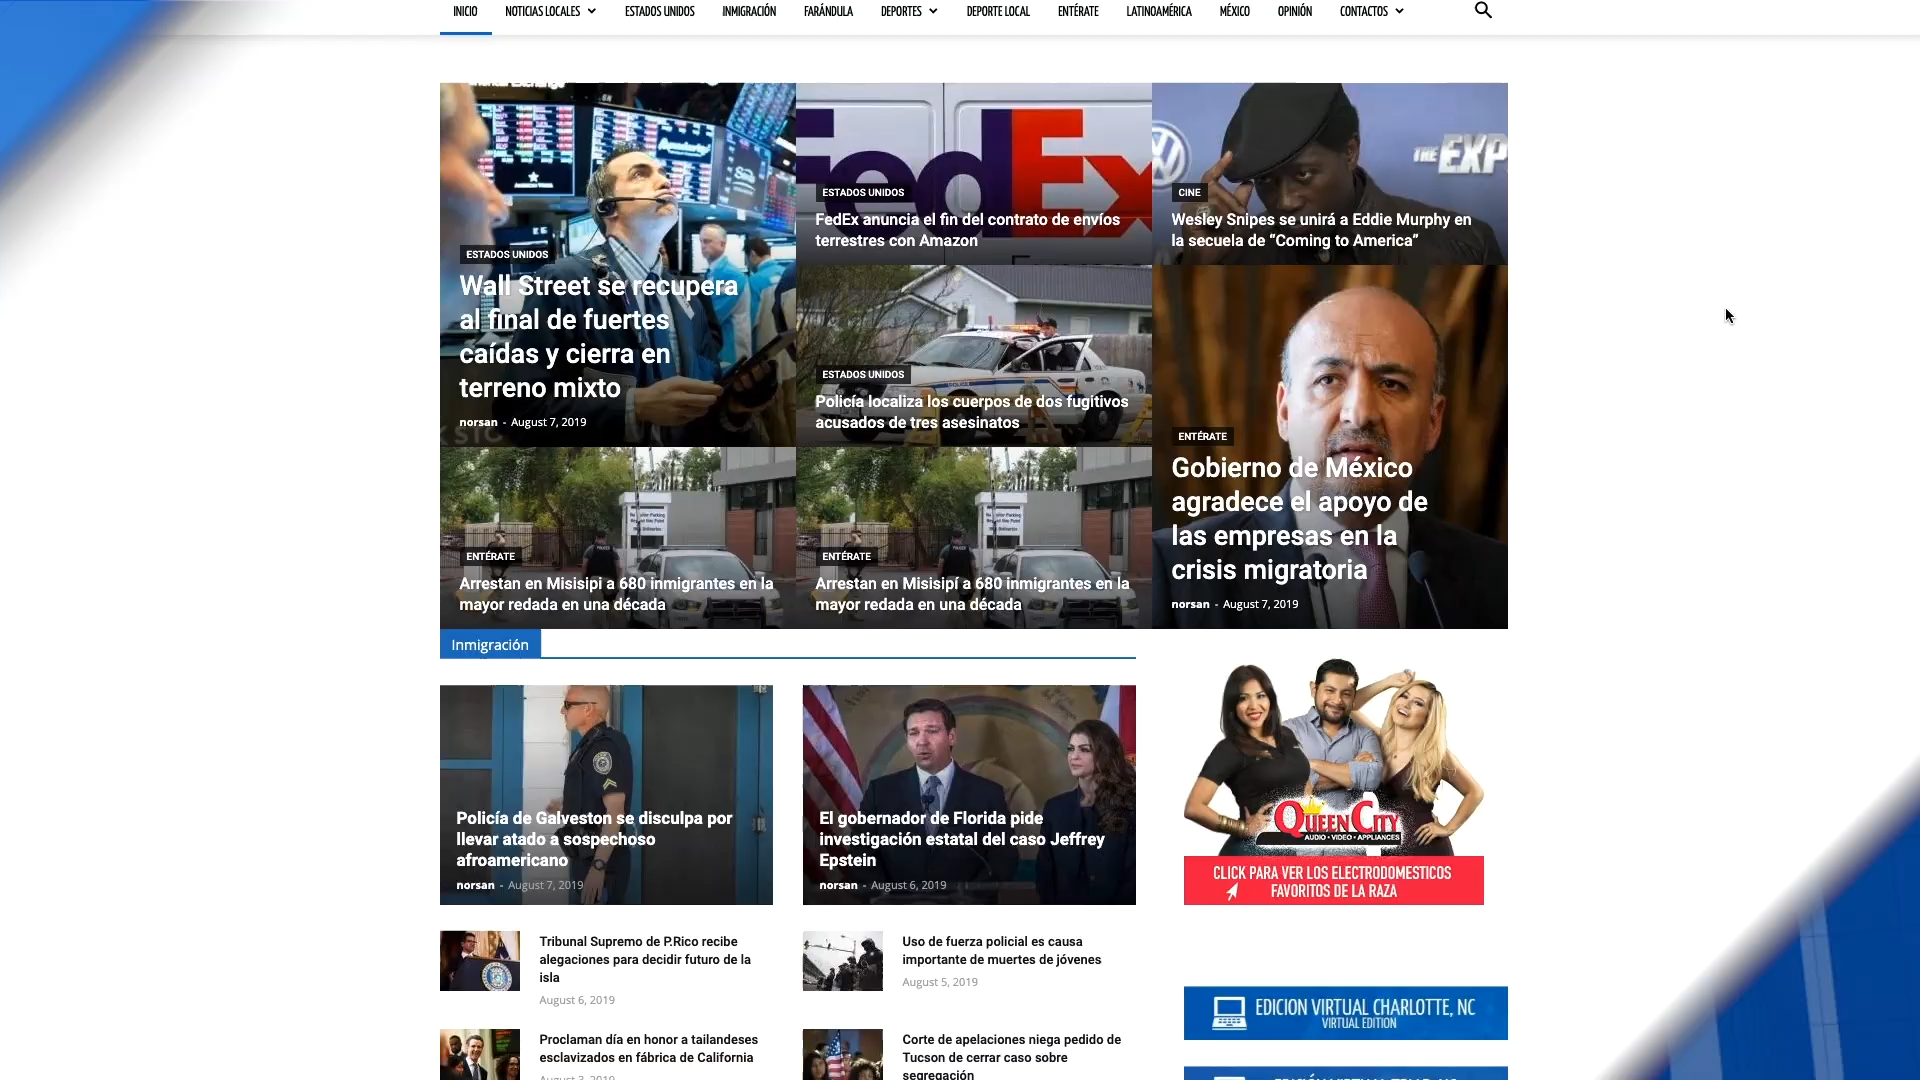 INICIO NOTICIAS LOCALES ESTADOS UNIDOS INMIGRACIÓN FARÁNDULA DEPORTES DEPORTE LOCAL ENTÉRATE LATINOAMÉRICA MÉXICO OPINIÓN CONTACTOS
ESTADOS UNIDOS
Wall Street se recupera
al final de fuertes
caídas y cierra en
terreno mixto
norsan - August 7, 2019
FedEx
ESTADOS UNIDOS
FedEx anuncia el fin del contrato de envíos
terrestres con Amazon
THE EXP
CINE
Wesley Snipes se unirá a Eddie Murphy en
la secuela de “Coming to America”
ESTADOS UNIDOS
Policía localiza los cuerpos de dos fugitivos
acusados de tres asesinatos
ENTÉRATE
Gobierno de México
agradece el apoyo de
las empresas en la
crisis migratoria
norsan - August 7, 2019
ENTÉRATE
Arrestan en Misisipi a 680 inmigrantes en la
mayor redada en una década
ENTÉRATE
Arrestan en Misisipí a 680 inmigrantes en la
mayor redada en una década
Inmigración
Policía de Galveston se disculpa por
llevar atado a sospechoso
afroamericano
norsan - August 7, 2019
El gobernador de Florida pide
investigación estatal del caso Jeffrey
Epstein
norsan - August 6, 2019
QUEEN CITY
AUDIO • VIDEO • APPLIANCES
CLICK PARA VER LOS ELECTRODOMESTICOS
FAVORITOS DE LA RAZA
Tribunal Supremo de P.Rico recibe
alegaciones para decidir futuro de la
isla
August 6, 2019
Uso de fuerza policial es causa
importante de muertes de jóvenes
August 5, 2019
EDICION VIRTUAL CHARLOTTE, NC
VIRTUAL EDITION
Proclaman día en honor a tailandeses
esclavizados en fábrica de California
August 3, 2019
Corte de apelaciones niega pedido de
Tucson de cerrar caso sobre
segregación